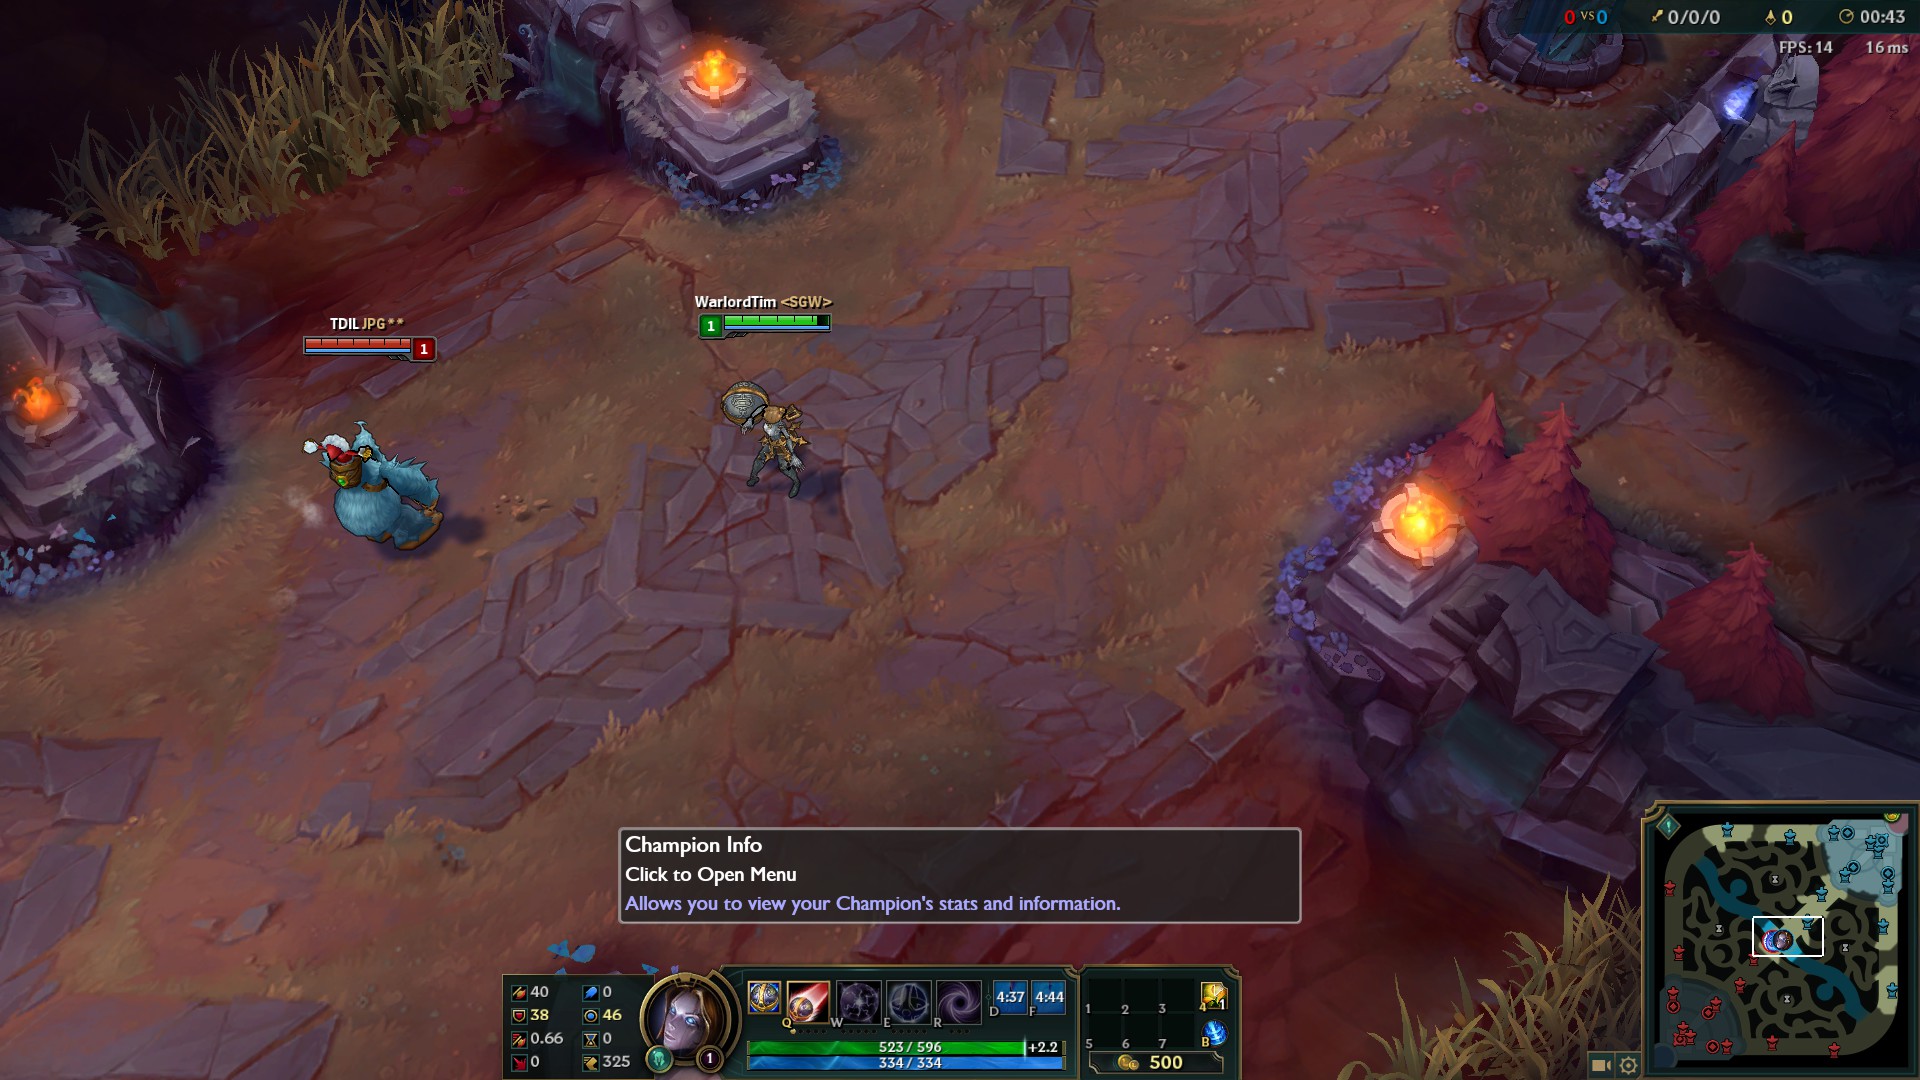 0 VS 0 0/0/0 0 00:43
FPS: 14 16 ms
WarlordTim <SGW>
1
TDIL JPG**
1
Champion Info
Click to Open Menu
Allows you to view your Champion's stats and information.
40 0
38 46
0.66 0
0 325
1
Q W E R D F
4:37 4:44
523 / 596 +2.2
334 / 334
1 2 3 4 1
5 6 7 B
500